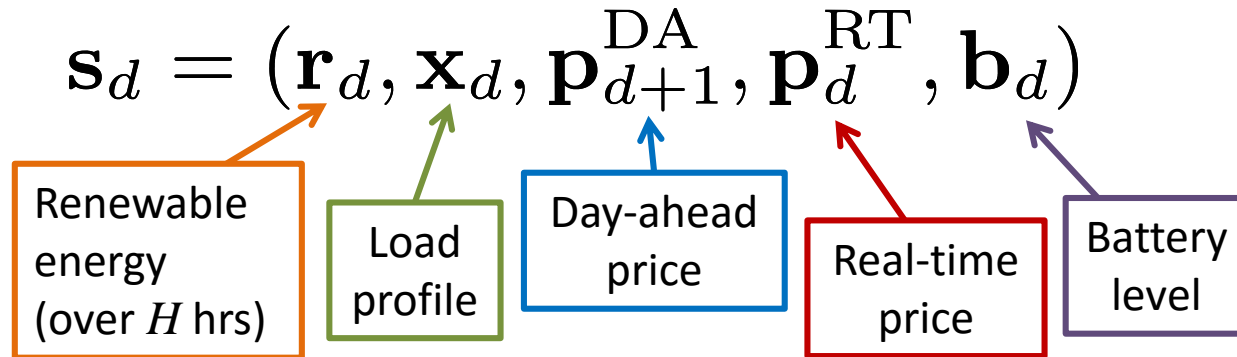 s_d = (r_d, x_d, p_{d+1}^{DA}, p_d^{RT}, b_d)
Renewable
energy
(over H hrs)
Load
profile
Day-ahead
price
Real-time
price
Battery
level